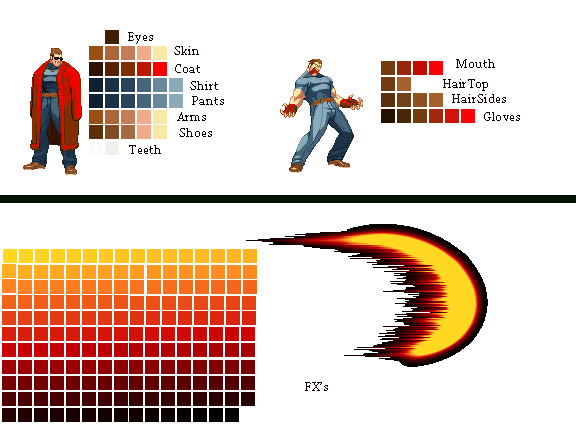 Eyes
Skin
Coat
Shirt
Pants
Arms
Shoes
Teeth
Mouth
HairTop
HairSides
Gloves
FX's